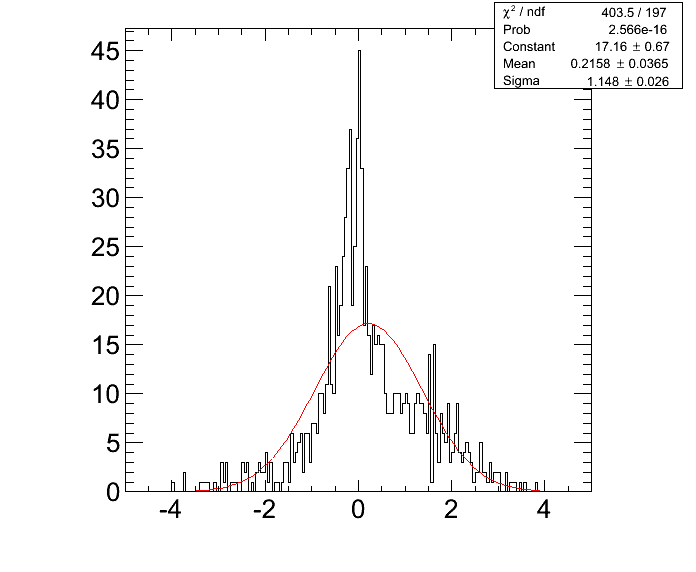 χ² / ndf 403.5 / 197
Prob 2.566e-16
Constant 17.16 ± 0.67
Mean 0.2158 ± 0.0365
Sigma 1.148 ± 0.026
45
40
35
30
25
20
15
10
5
0
-4 -2 0 2 4